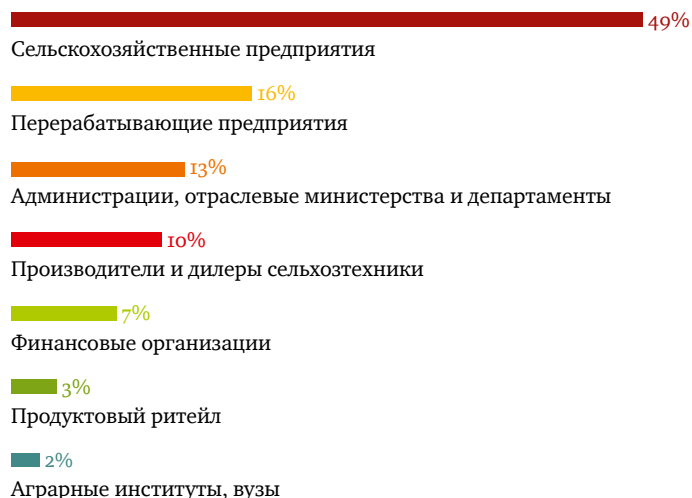 49%
Сельскохозяйственные предприятия
16%
Перерабатывающие предприятия
13%
Администрации, отраслевые министерства и департаменты
10%
Производители и дилеры сельхозтехники
7%
Финансовые организации
3%
Продуктовый ритейл
2%
Аграрные институты, вузы